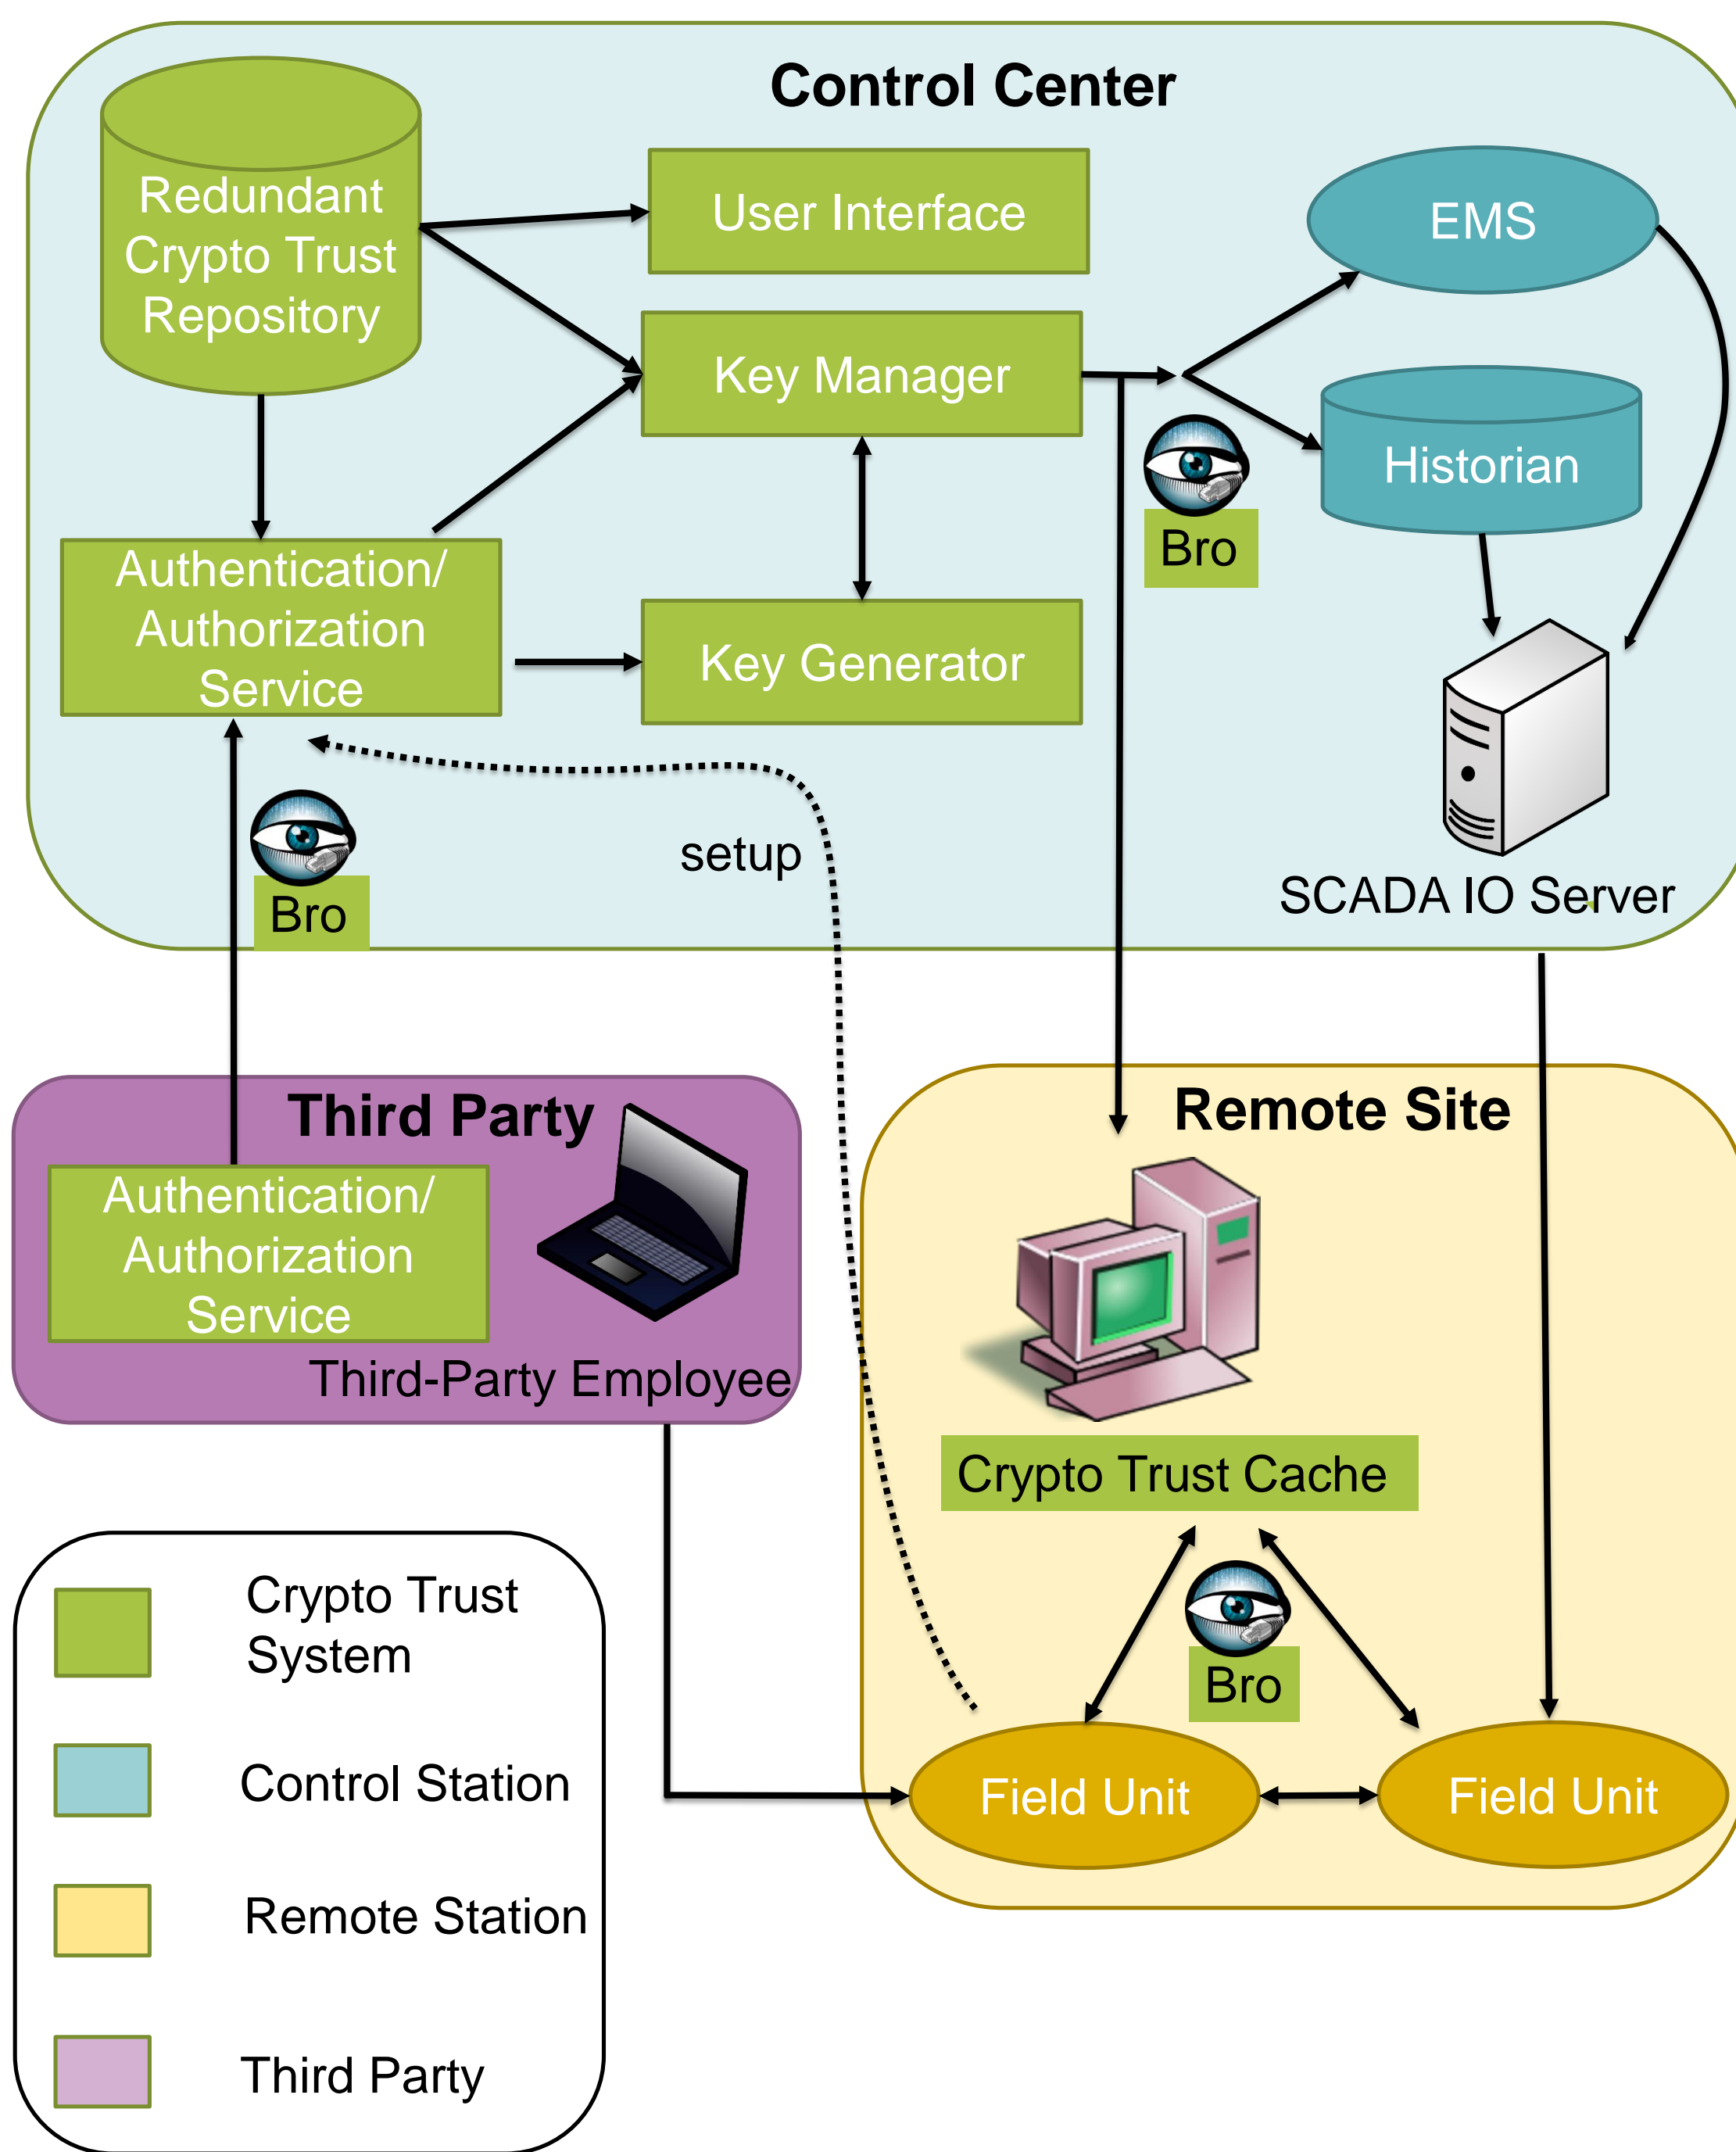 Control Center
Redundant
Crypto Trust
Repository
User Interface
EMS
Key Manager
Historian
Bro
Authentication/
Authorization
Service
Key Generator
setup
Bro
SCADA IO Server
Third Party
Authentication/
Authorization
Service
Third-Party Employee
Remote Site
Crypto Trust Cache
Bro
Field Unit
Field Unit
Crypto Trust
System
Control Station
Remote Station
Third Party